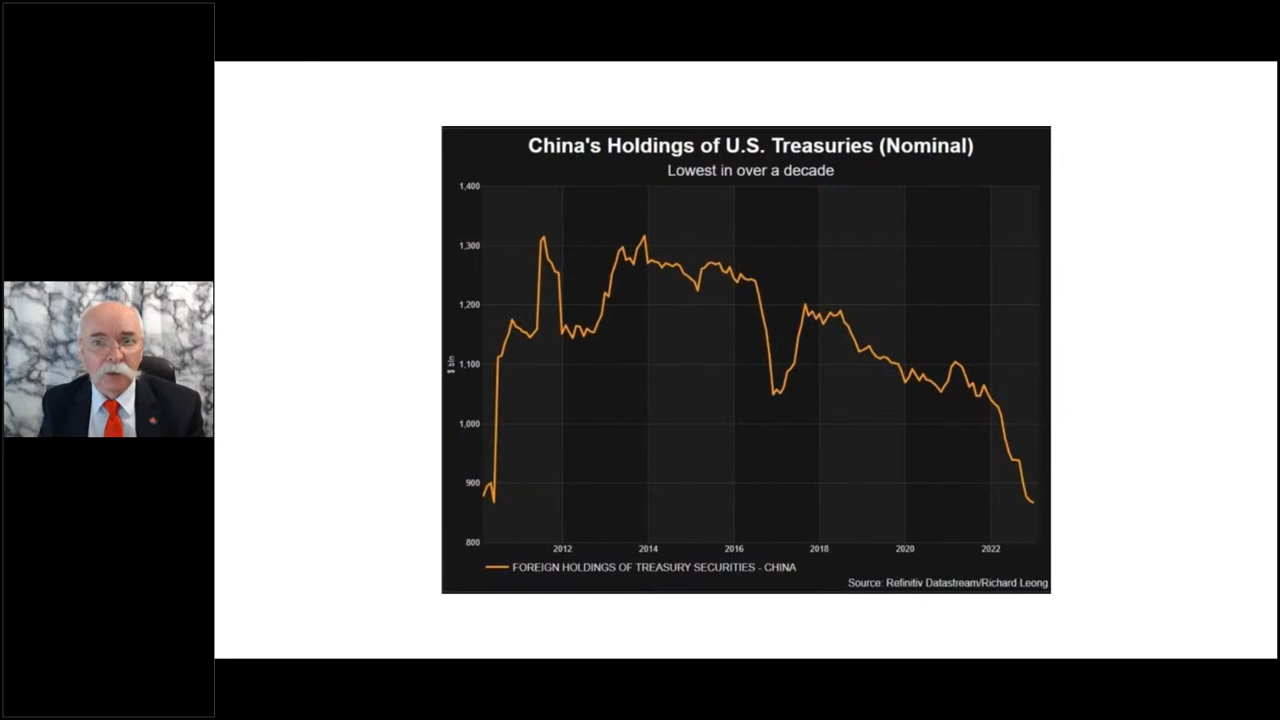 China's Holdings of U.S. Treasuries (Nominal)
Lowest in over a decade
1,400
1,300
1,200
1,100
1,000
900
800
$ bln
2012 2014 2016 2018 2020 2022
FOREIGN HOLDINGS OF TREASURY SECURITIES - CHINA
Source: Refinitiv Datastream/Richard Leong